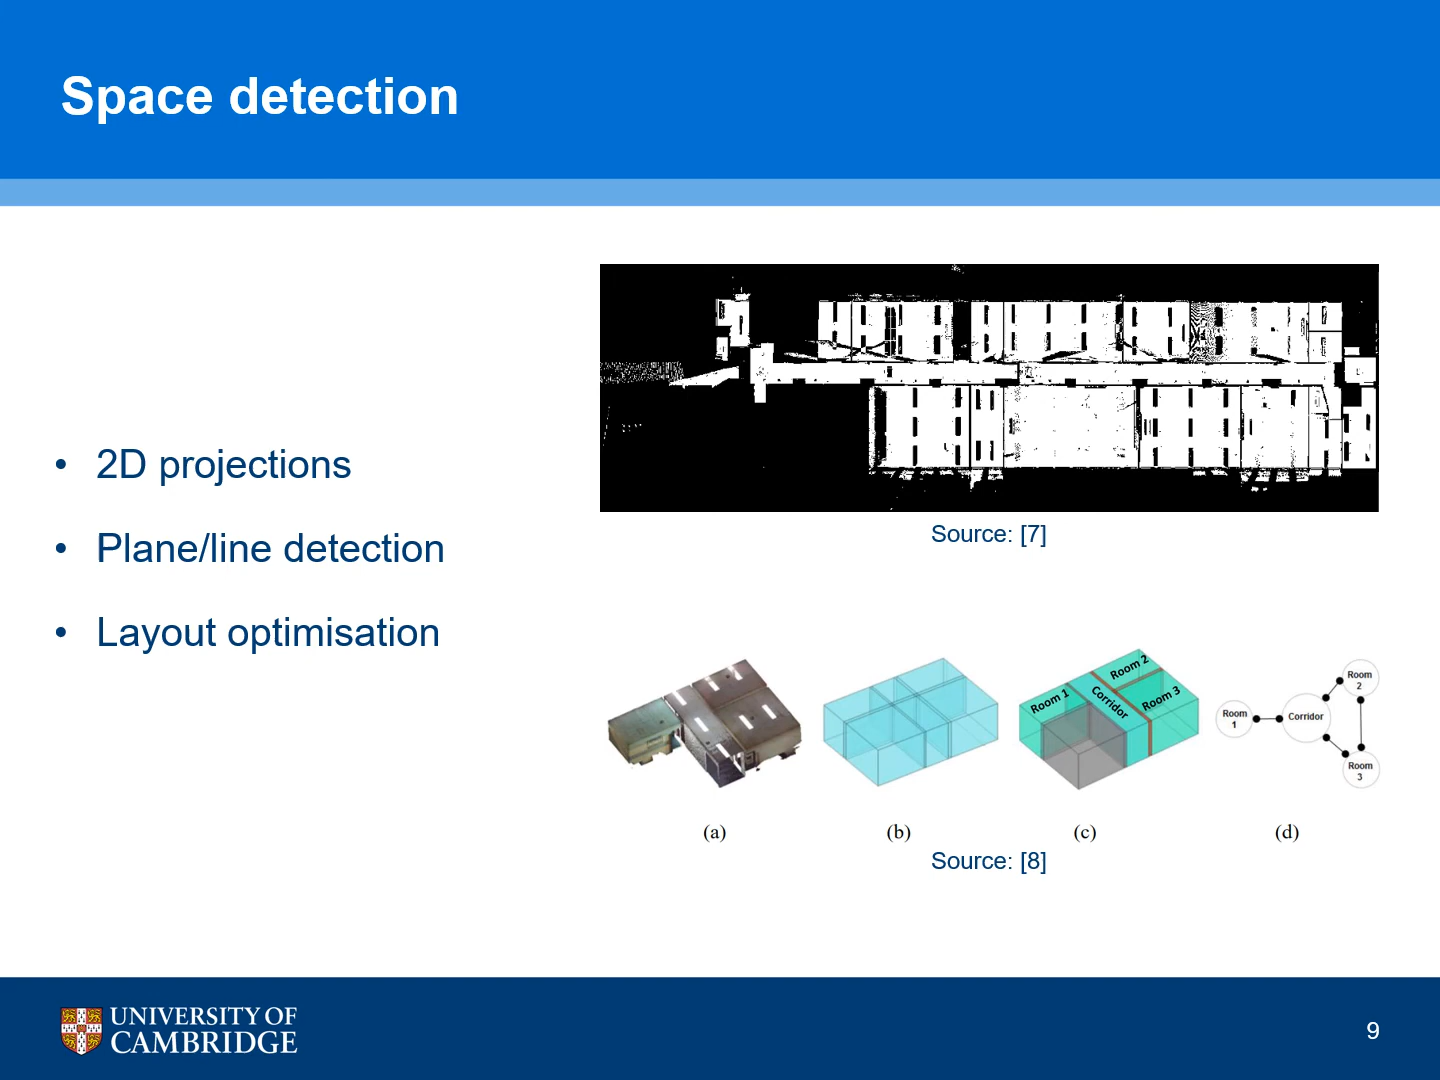 Space detection
• 2D projections
• Plane/line detection
• Layout optimisation
Source: [7]
Room 1
Corridor
Room 2
Room 3
Room
1
Corridor
Room
2
Room
3
(a)
(b)
(c)
(d)
Source: [8]
UNIVERSITY OF
CAMBRIDGE
9